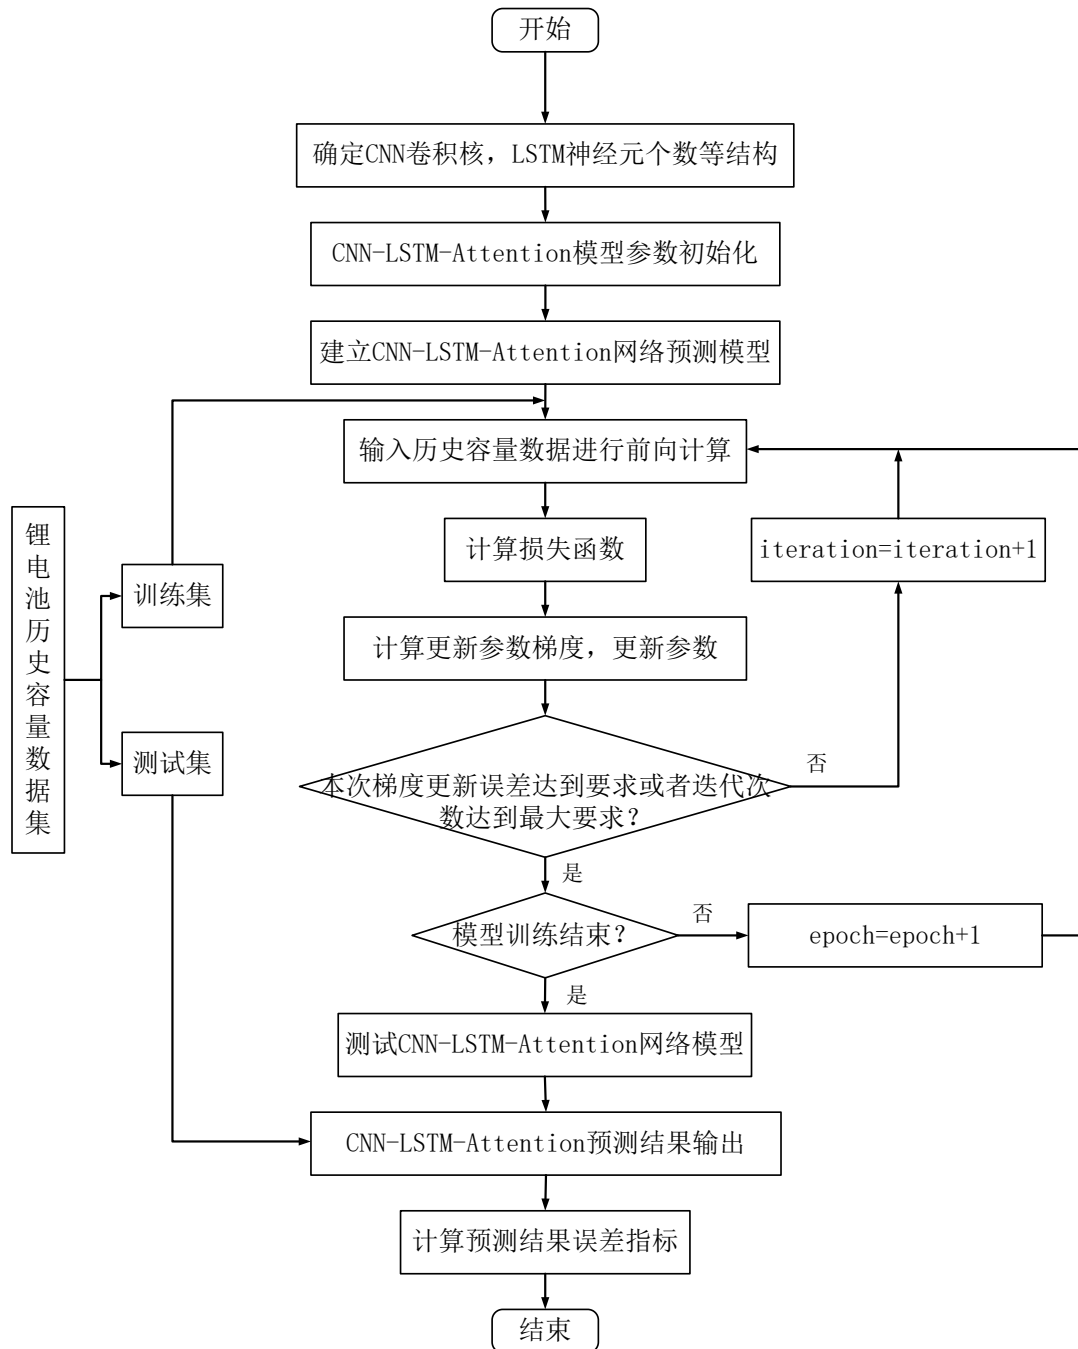 开始
确定CNN卷积核，LSTM神经元个数等结构
CNN-LSTM-Attention模型参数初始化
建立CNN-LSTM-Attention网络预测模型
输入历史容量数据进行前向计算
锂电池历史容量数据集
训练集
测试集
计算损失函数
iteration=iteration+1
计算更新参数梯度，更新参数
本次梯度更新误差达到要求或者迭代次
数达到最大要求？
否
是
模型训练结束？
否
epoch=epoch+1
是
测试CNN-LSTM-Attention网络模型
CNN-LSTM-Attention预测结果输出
计算预测结果误差指标
结束